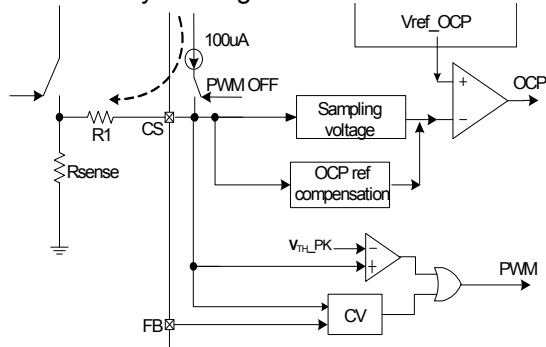 Vref_OCP
100uA
PWM OFF
OCP
+
−
Sampling
voltage
R1
CS
Rsense
OCP ref
compensation
VTH_PK
−
+
PWM
CV
FB